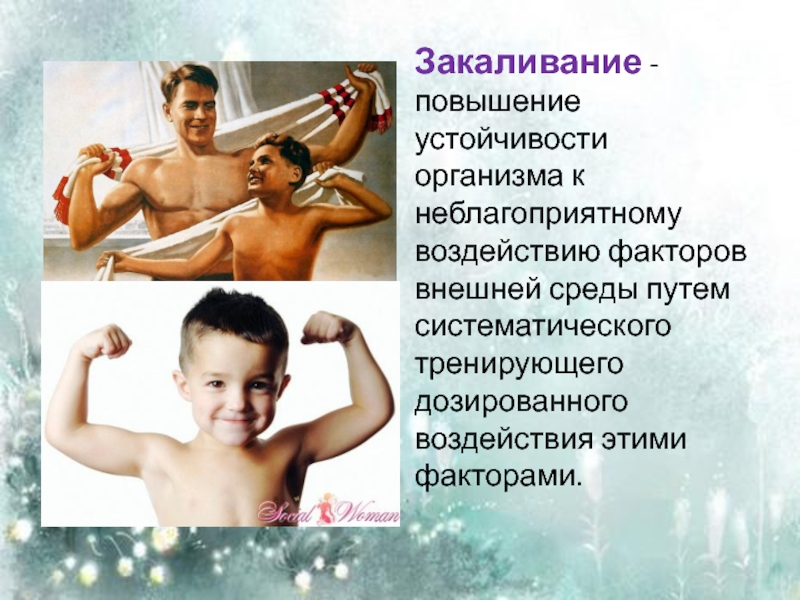 Закаливание -
повышение
устойчивости
организма к
неблагоприятному
воздействию факторов
внешней среды путем
систематического
тренирующего
дозированного
воздействия этими
факторами.
Social Woman